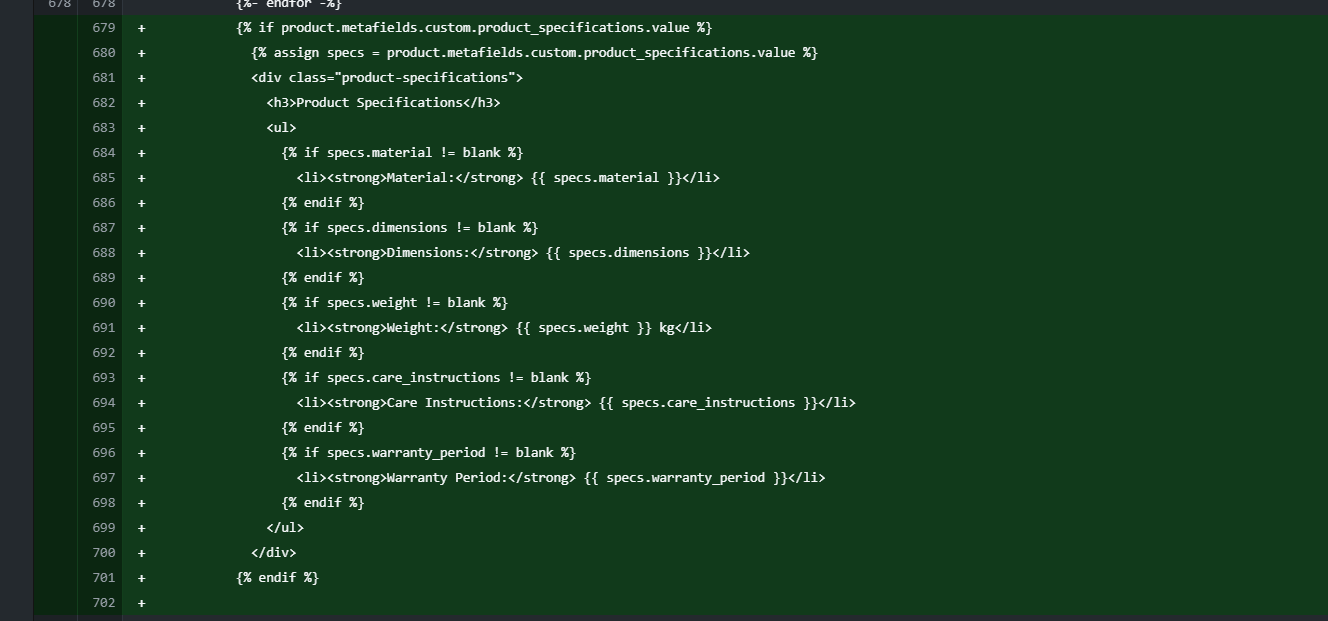 678 678 {%- endfor -%}
679 + {% if product.metafields.custom.product_specifications.value %}
680 + {% assign specs = product.metafields.custom.product_specifications.value %}
681 + <div class="product-specifications">
682 + <h3>Product Specifications</h3>
683 + <ul>
684 + {% if specs.material != blank %}
685 + <li><strong>Material:</strong> {{ specs.material }}</li>
686 + {% endif %}
687 + {% if specs.dimensions != blank %}
688 + <li><strong>Dimensions:</strong> {{ specs.dimensions }}</li>
689 + {% endif %}
690 + {% if specs.weight != blank %}
691 + <li><strong>Weight:</strong> {{ specs.weight }} kg</li>
692 + {% endif %}
693 + {% if specs.care_instructions != blank %}
694 + <li><strong>Care Instructions:</strong> {{ specs.care_instructions }}</li>
695 + {% endif %}
696 + {% if specs.warranty_period != blank %}
697 + <li><strong>Warranty Period:</strong> {{ specs.warranty_period }}</li>
698 + {% endif %}
699 + </ul>
700 + </div>
701 + {% endif %}
702 +